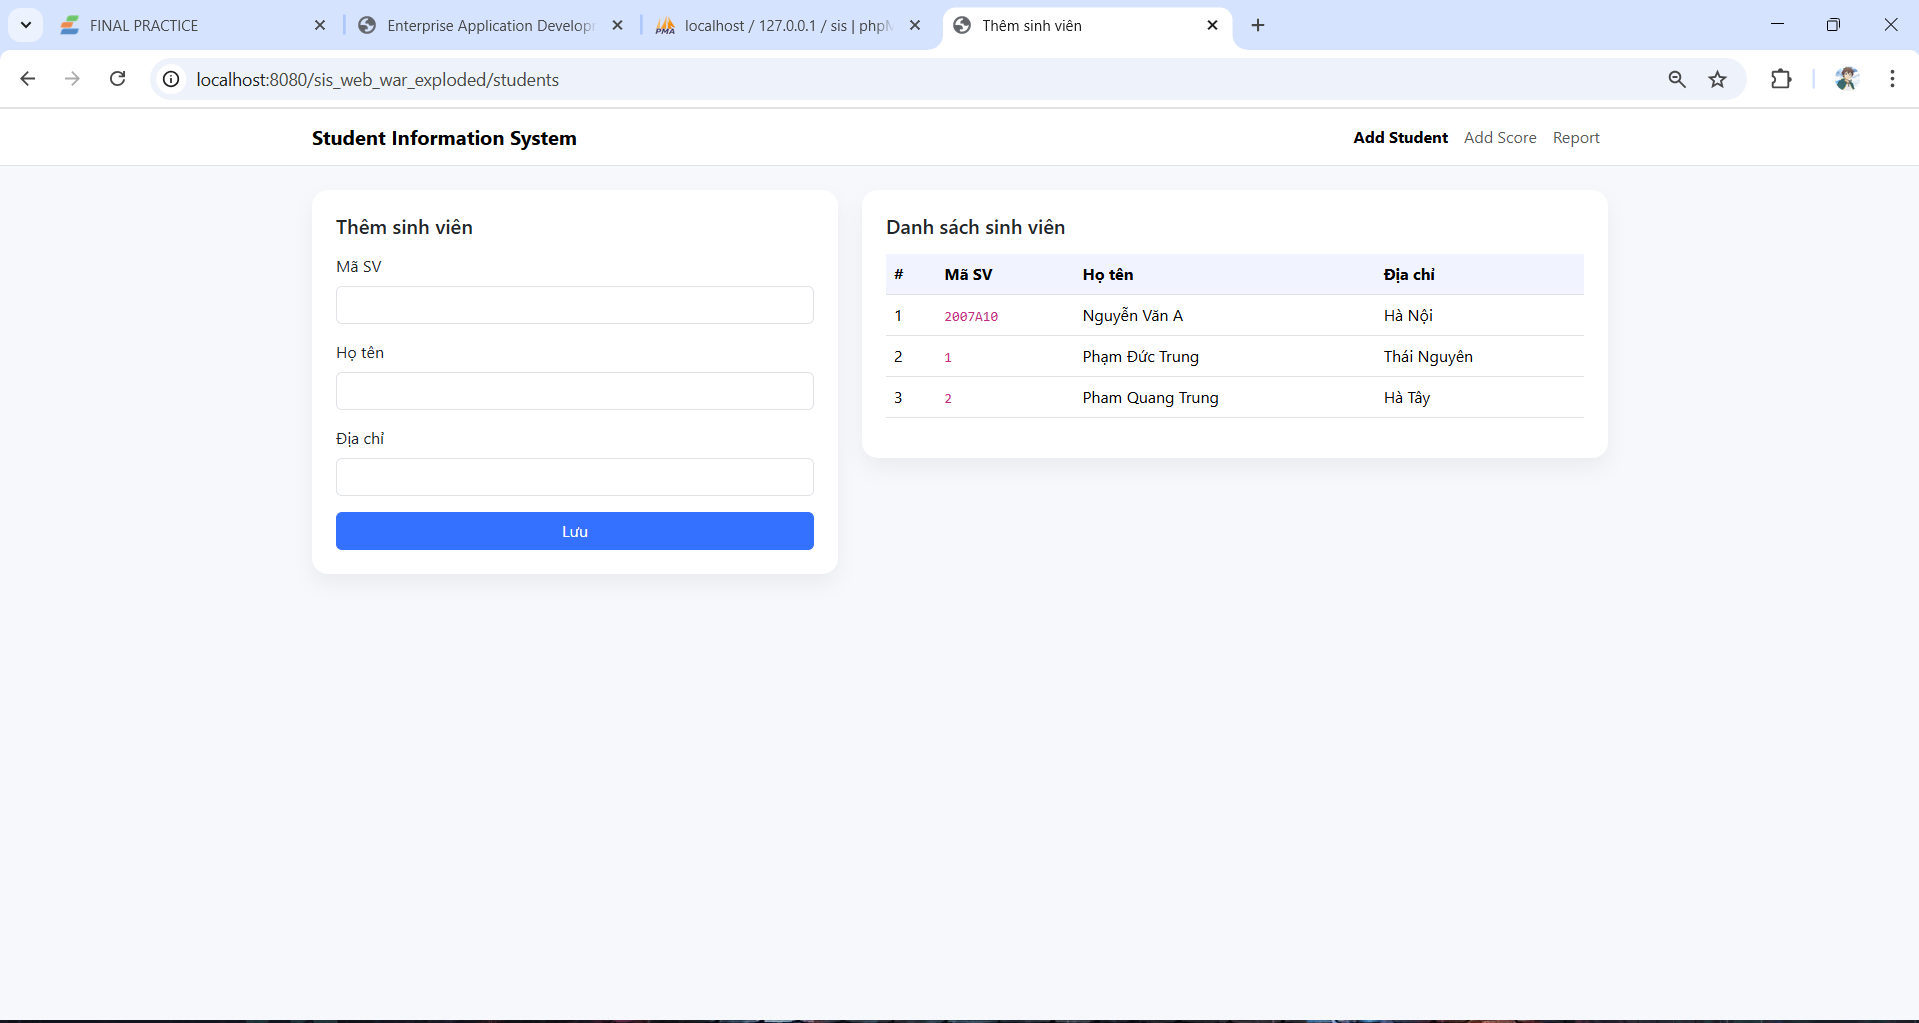 FINAL PRACTICE
Enterprise Application Develop
localhost / 127.0.0.1 / sis | php
Thêm sinh viên
localhost:8080/sis_web_war_exploded/students
Student Information System
Add Student Add Score Report
Thêm sinh viên
Mã SV
Họ tên
Địa chỉ
Lưu
Danh sách sinh viên
# Mã SV Họ tên Địa chỉ
1 2007A10 Nguyễn Văn A Hà Nội
2 1 Phạm Đức Trung Thái Nguyên
3 2 Pham Quang Trung Hà Tây